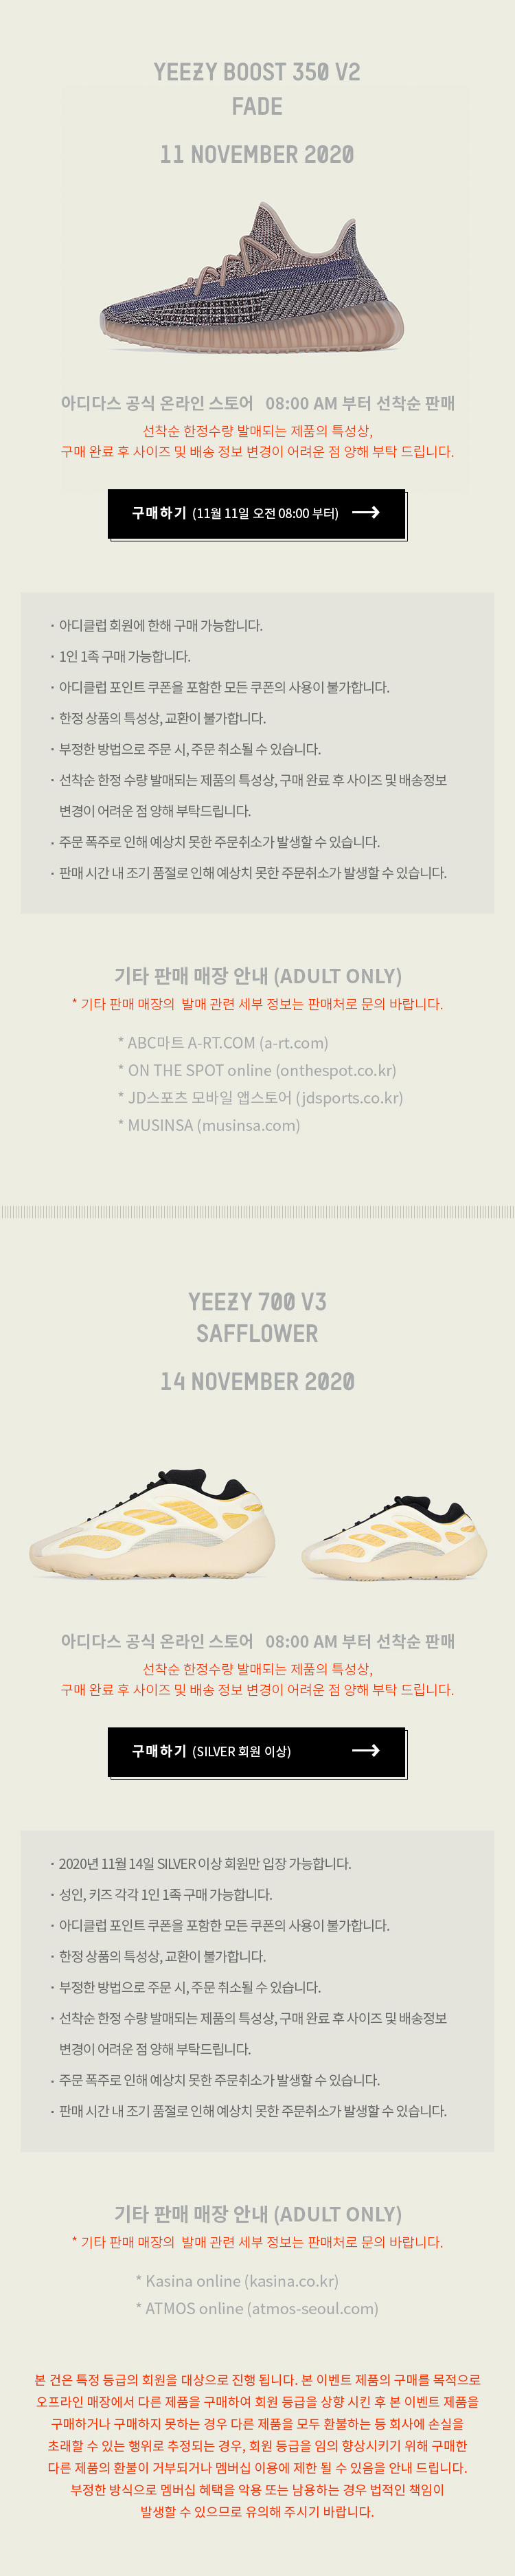 YEEZY BOOST 350 V2
FADE
11 NOVEMBER 2020
아디다스 공식 온라인 스토어 08:00 AM 부터 선착순 판매
선착순 한정수량 발매되는 제품의 특성상,
구매 완료 후 사이즈 및 배송 정보 변경이 어려운 점 양해 부탁 드립니다.
구매하기 (11월 11일 오전 08:00 부터)
· 아디클럽 회원에 한해 구매 가능합니다.
· 1인 1족 구매 가능합니다.
· 아디클럽 포인트 쿠폰을 포함한 모든 쿠폰의 사용이 불가합니다.
· 한정 상품의 특성상, 교환이 불가합니다.
· 부정한 방법으로 주문 시, 주문 취소될 수 있습니다.
· 선착순 한정 수량 발매되는 제품의 특성상, 구매 완료 후 사이즈 및 배송정보
변경이 어려운 점 양해 부탁드립니다.
· 주문 폭주로 인해 예상치 못한 주문취소가 발생할 수 있습니다.
· 판매 시간 내 조기 품절로 인해 예상치 못한 주문취소가 발생할 수 있습니다.
기타 판매 매장 안내 (ADULT ONLY)
* 기타 판매 매장의 발매 관련 세부 정보는 판매처로 문의 바랍니다.
* ABC마트 A-RT.COM (a-rt.com)
* ON THE SPOT online (onthespot.co.kr)
* JD스포츠 모바일 앱스토어 (jdsports.co.kr)
* MUSINSA (musinsa.com)
YEEZY 700 V3
SAFFLOWER
14 NOVEMBER 2020
아디다스 공식 온라인 스토어 08:00 AM 부터 선착순 판매
선착순 한정수량 발매되는 제품의 특성상,
구매 완료 후 사이즈 및 배송 정보 변경이 어려운 점 양해 부탁 드립니다.
구매하기 (SILVER 회원 이상)
· 2020년 11월 14일 SILVER 이상 회원만 입장 가능합니다.
· 성인, 키즈 각각 1인 1족 구매 가능합니다.
· 아디클럽 포인트 쿠폰을 포함한 모든 쿠폰의 사용이 불가합니다.
· 한정 상품의 특성상, 교환이 불가합니다.
· 부정한 방법으로 주문 시, 주문 취소될 수 있습니다.
· 선착순 한정 수량 발매되는 제품의 특성상, 구매 완료 후 사이즈 및 배송정보
변경이 어려운 점 양해 부탁드립니다.
· 주문 폭주로 인해 예상치 못한 주문취소가 발생할 수 있습니다.
· 판매 시간 내 조기 품절로 인해 예상치 못한 주문취소가 발생할 수 있습니다.
기타 판매 매장 안내 (ADULT ONLY)
* 기타 판매 매장의 발매 관련 세부 정보는 판매처로 문의 바랍니다.
* Kasina online (kasina.co.kr)
* ATMOS online (atmos-seoul.com)
본 건은 특정 등급의 회원을 대상으로 진행 됩니다. 본 이벤트 제품의 구매를 목적으로
오프라인 매장에서 다른 제품을 구매하여 회원 등급을 상향 시킨 후 본 이벤트 제품을
구매하거나 구매하지 못하는 경우 다른 제품을 모두 환불하는 등 회사에 손실을
초래할 수 있는 행위로 추정되는 경우, 회원 등급을 임의 향상시키기 위해 구매한
다른 제품의 환불이 거부되거나 멤버십 이용에 제한 될 수 있음을 안내 드립니다.
부정한 방식으로 멤버십 혜택을 악용 또는 남용하는 경우 법적인 책임이
발생할 수 있으므로 유의해 주시기 바랍니다.